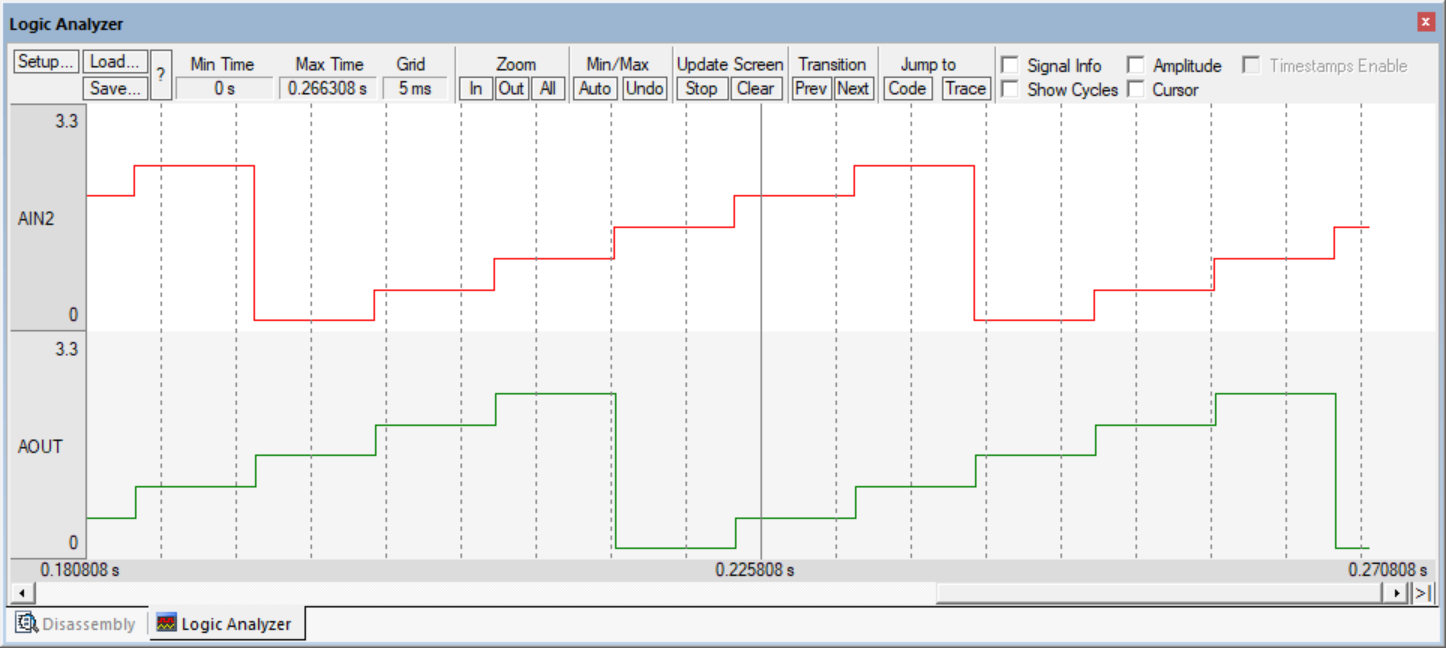 Logic Analyzer
Setup... Load... Save... ? Min Time Max Time Grid Zoom Min/Max Update Screen Transition Jump to Signal Info Amplitude Timestamps Enable
0 s 0.266308 s 5 ms In Out All Auto Undo Stop Clear Prev Next Code Trace Show Cycles Cursor
3.3
AIN2
0
3.3
AOUT
0
0.180808 s 0.225808 s 0.270808 s
Disassembly Logic Analyzer